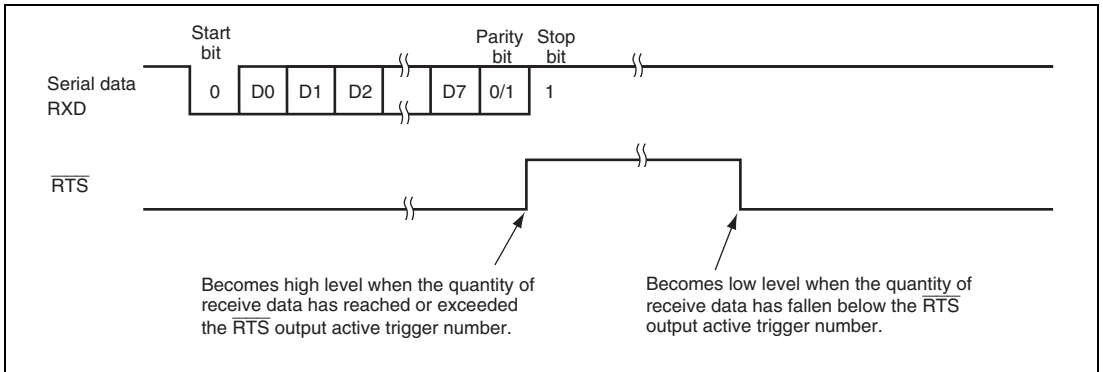 Start bit
Parity bit
Stop bit
Serial data RXD
0
D0
D1
D2
D7
0/1
1
RTS
Becomes high level when the quantity of
receive data has reached or exceeded
the RTS output active trigger number.
Becomes low level when the quantity of
receive data has fallen below the RTS
output active trigger number.